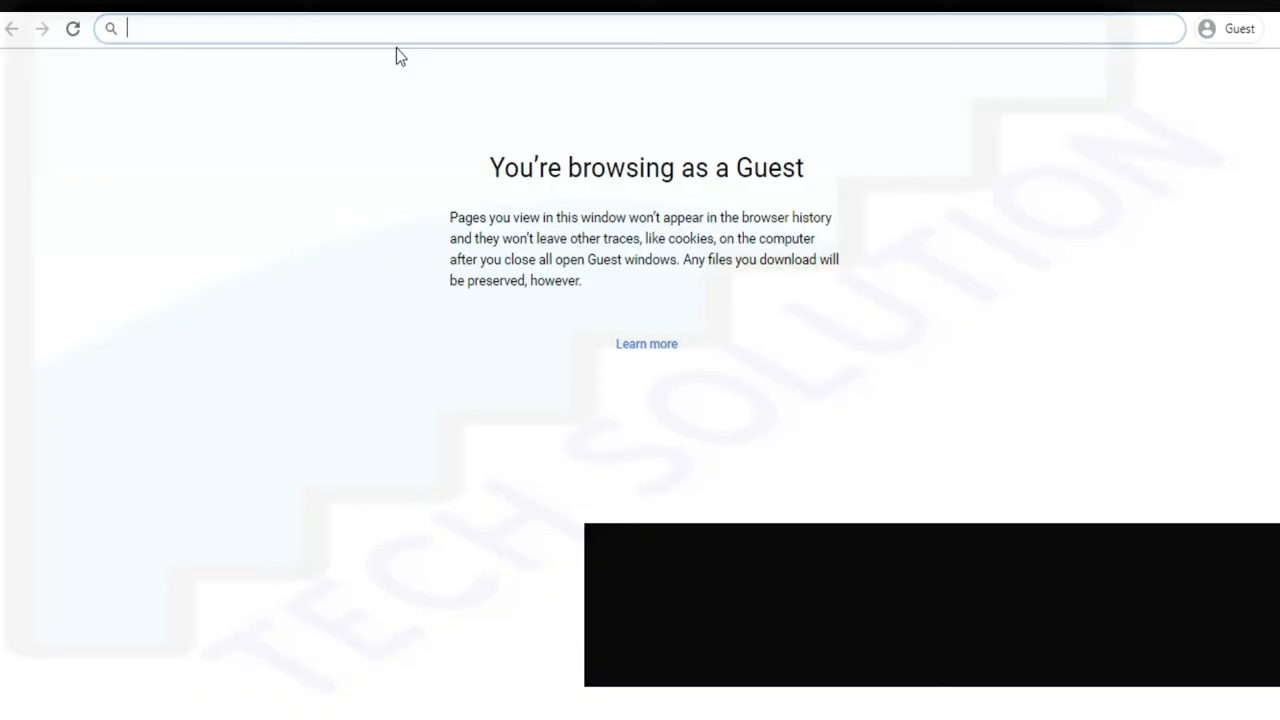 Guest
You’re browsing as a Guest
Pages you view in this window won’t appear in the browser history
and they won’t leave other traces, like cookies, on the computer
after you close all open Guest windows. Any files you download will
be preserved, however.
Learn more
TECH SOLUTION